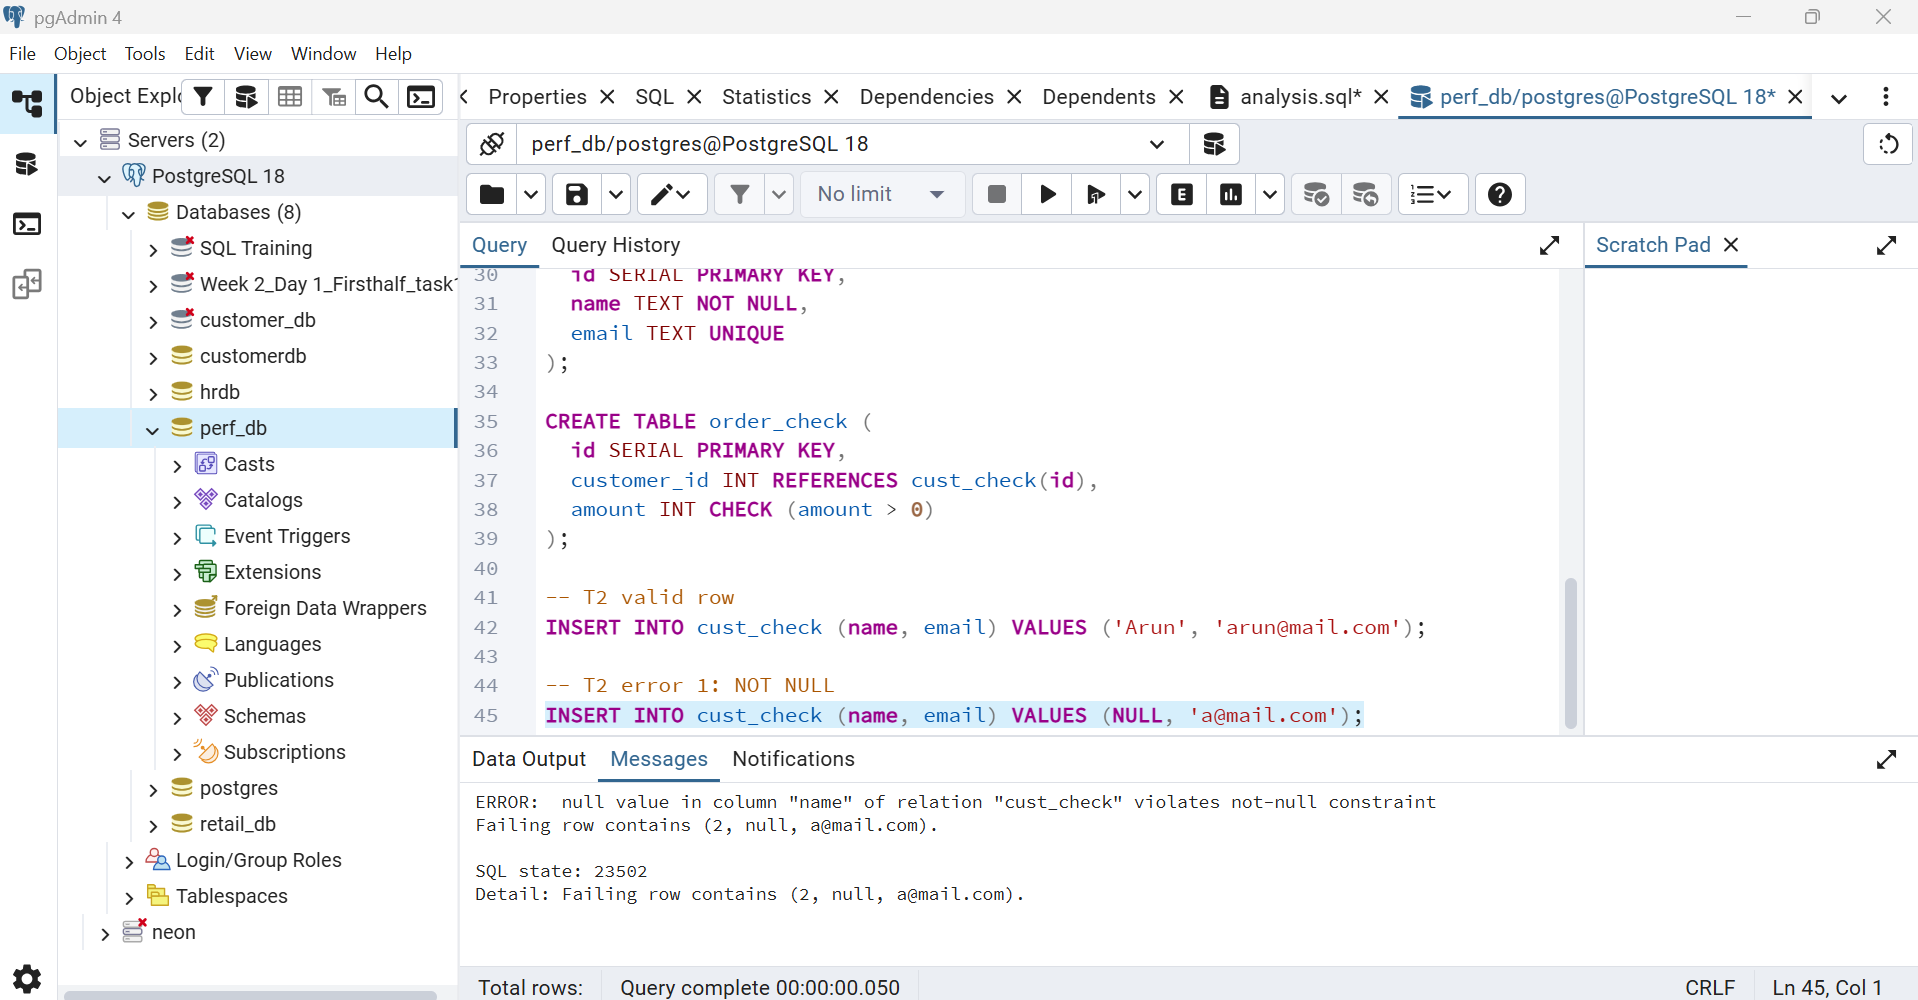 pgAdmin 4
File Object Tools Edit View Window Help
Object Explo
Properties SQL Statistics Dependencies Dependents analysis.sql* perf_db/postgres@PostgreSQL 18*
Servers (2)
PostgreSQL 18
Databases (8)
SQL Training
Week 2_Day 1_Firsthalf_task1
customer_db
customerdb
hrdb
perf_db
Casts
Catalogs
Event Triggers
Extensions
Foreign Data Wrappers
Languages
Publications
Schemas
Subscriptions
postgres
retail_db
Login/Group Roles
Tablespaces
neon
perf_db/postgres@PostgreSQL 18
No limit
E
Query Query History
Scratch Pad
30 id SERIAL PRIMARY KEY,
31 name TEXT NOT NULL,
32 email TEXT UNIQUE
33 );
34
35 CREATE TABLE order_check (
36 id SERIAL PRIMARY KEY,
37 customer_id INT REFERENCES cust_check(id),
38 amount INT CHECK (amount > 0)
39 );
40
41 -- T2 valid row
42 INSERT INTO cust_check (name, email) VALUES ('Arun', 'arun@mail.com');
43
44 -- T2 error 1: NOT NULL
45 INSERT INTO cust_check (name, email) VALUES (NULL, 'a@mail.com');
Data Output Messages Notifications
ERROR:  null value in column "name" of relation "cust_check" violates not-null constraint
Failing row contains (2, null, a@mail.com).
SQL state: 23502
Detail: Failing row contains (2, null, a@mail.com).
Total rows: Query complete 00:00:00.050 CRLF Ln 45, Col 1